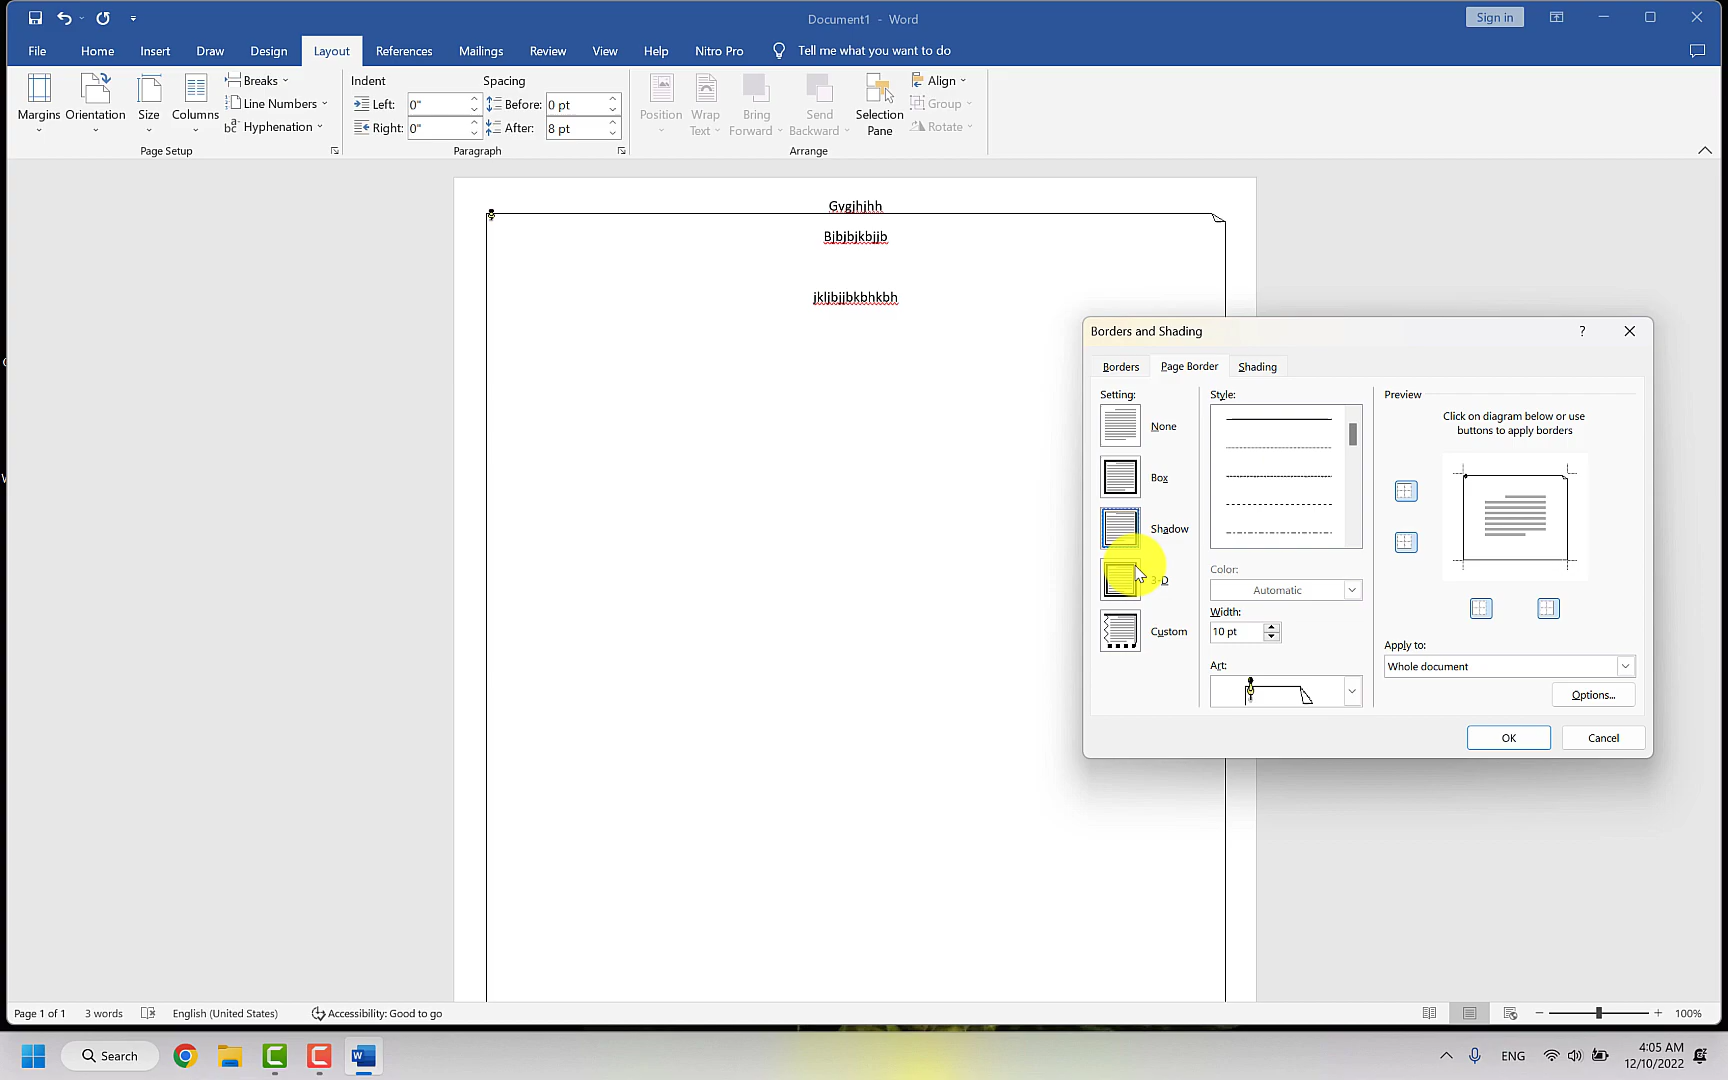 Document1 - Word
Sign in
File Home Insert Draw Design Layout References Mailings Review View Help Nitro Pro Tell me what you want to do
Margins Orientation Size Columns
Breaks
Line Numbers
Hyphenation
Page Setup
Indent Spacing
Left: 0" Before: 0 pt
Right: 0" After: 8 pt
Paragraph
Position Wrap Text Bring Forward Send Backward Selection Pane
Align
Group
Rotate
Arrange
Gvgjhjhh
Bjbjbjkbjjb
jkljbjjbkbhkbh
Borders and Shading ?
Borders Page Border Shading
Setting:
None
Box
Shadow
3-D
Custom
Style:
Color:
Automatic
Width:
10 pt
Art:
Preview
Click on diagram below or use
buttons to apply borders
Apply to:
Whole document
Options...
OK Cancel
Page 1 of 1 3 words English (United States) Accessibility: Good to go 100%
Search
W
ENG
4:05 AM
12/10/2022